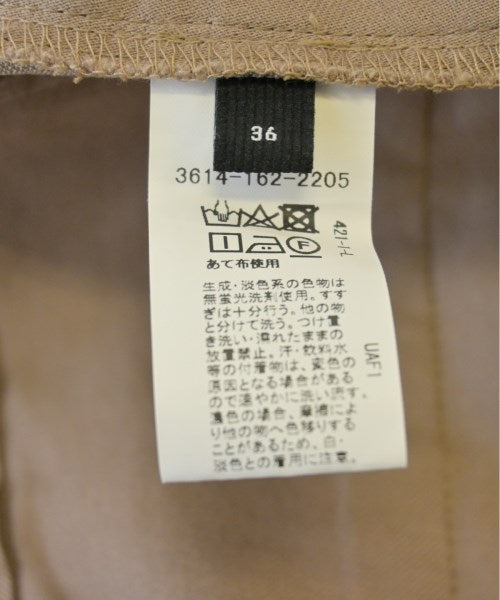 36
3614-162-2205
421-1-2
F
あて布使用
生成・淡色系の色物は
無蛍光洗剤使用。すす
ぎは十分行う。他の物
と分けて洗う。つけ置
き洗い・濡れたままの
放置禁止。汗・飲料水
等の付着物は、変色の
原因となる場合がある
ので速やかに洗い流す。
濃色の場合、摩擦によ
り他の物へ色移りする
ことがあるため、白・
淡色との着用に注意。
UAF1